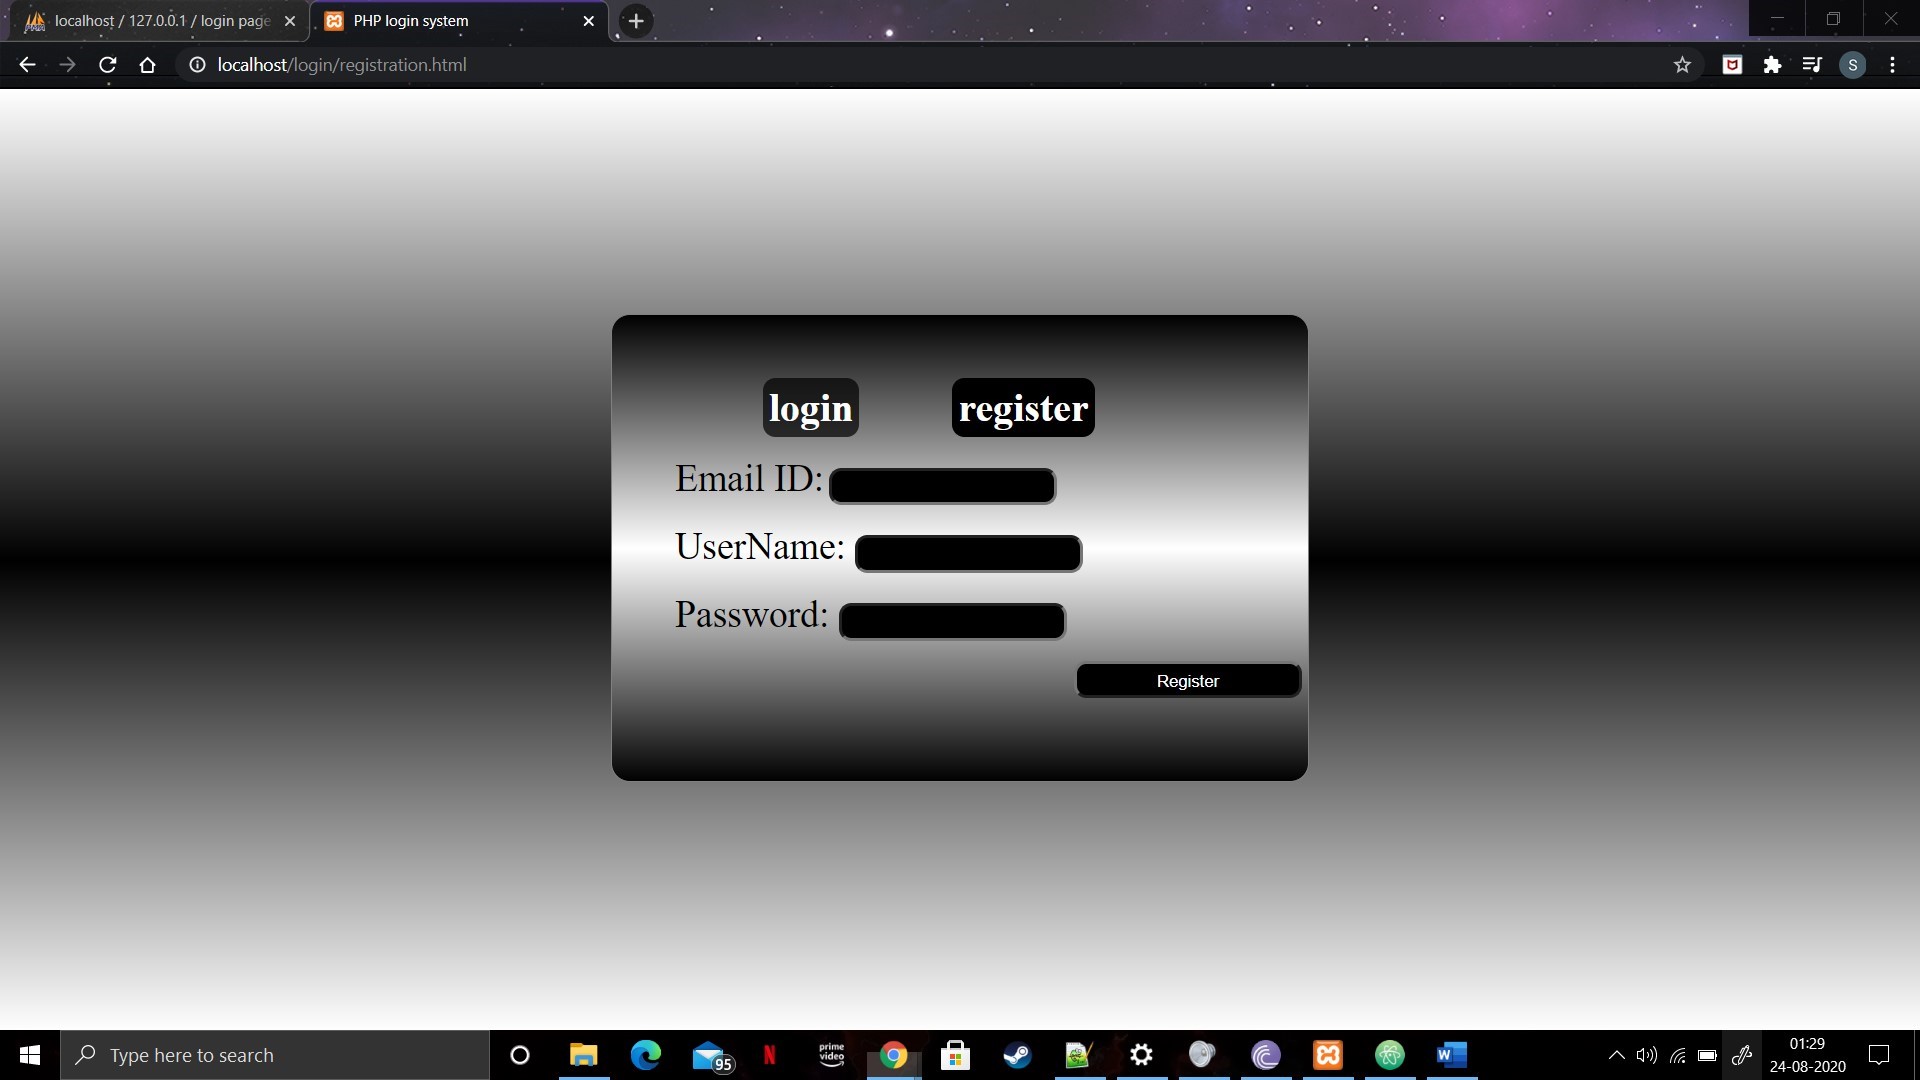 localhost / 127.0.0.1 / login page
PHP login system
localhost/login/registration.html
S
login
register
Email ID:
UserName:
Password:
Register
Type here to search
95
N
prime video
W
01:29
24-08-2020